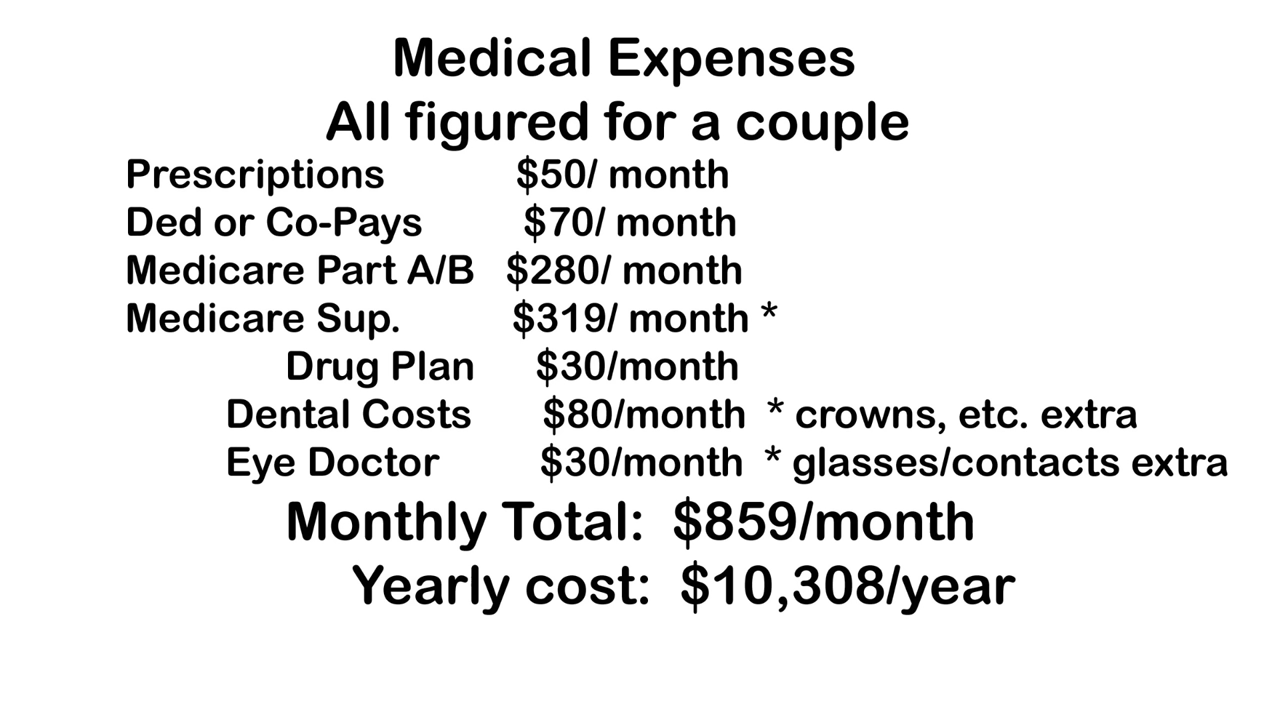 Medical Expenses
All figured for a couple
Prescriptions $50/ month
Ded or Co-Pays $70/ month
Medicare Part A/B $280/ month
Medicare Sup. $319/ month *
Drug Plan $30/month
Dental Costs $80/month * crowns, etc. extra
Eye Doctor $30/month * glasses/contacts extra
Monthly Total: $859/month
Yearly cost: $10,308/year